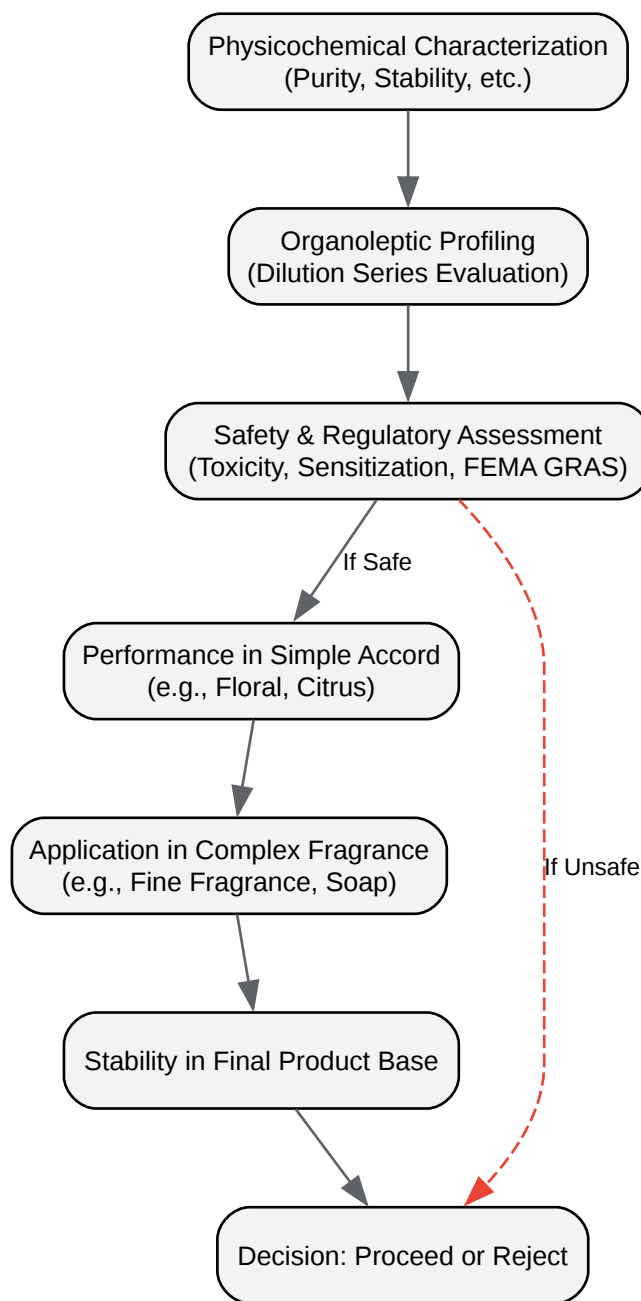 Physicochemical Characterization
(Purity, Stability, etc.)
Organoleptic Profiling
(Dilution Series Evaluation)
Safety & Regulatory Assessment
(Toxicity, Sensitization, FEMA GRAS)
If Safe
Performance in Simple Accord
(e.g., Floral, Citrus)
Application in Complex Fragrance
(e.g., Fine Fragrance, Soap)
If Unsafe
Stability in Final Product Base
Decision: Proceed or Reject